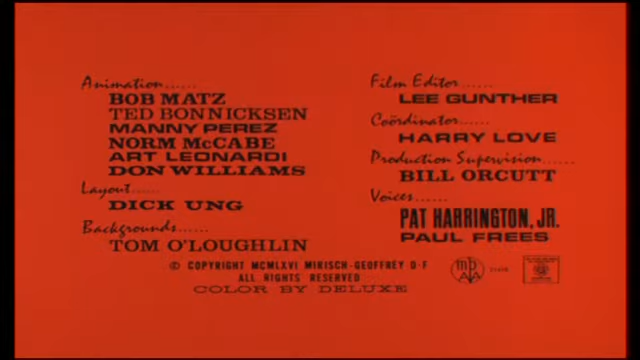 Animation......
BOB MATZ
TED BONNICKSEN
MANNY PEREZ
NORM McCABE
ART LEONARDI
DON WILLIAMS
Layout......
DICK UNG
Backgrounds......
TOM O'LOUGHLIN
Film Editor......
LEE GUNTHER
Coördinator......
HARRY LOVE
Production Supervision......
BILL ORCUTT
Voices......
PAT HARRINGTON, JR.
PAUL FREES
© COPYRIGHT MCMLXVI MIRISCH-GEOFFREY D-F
ALL RIGHTS RESERVED
COLOR BY DELUXE